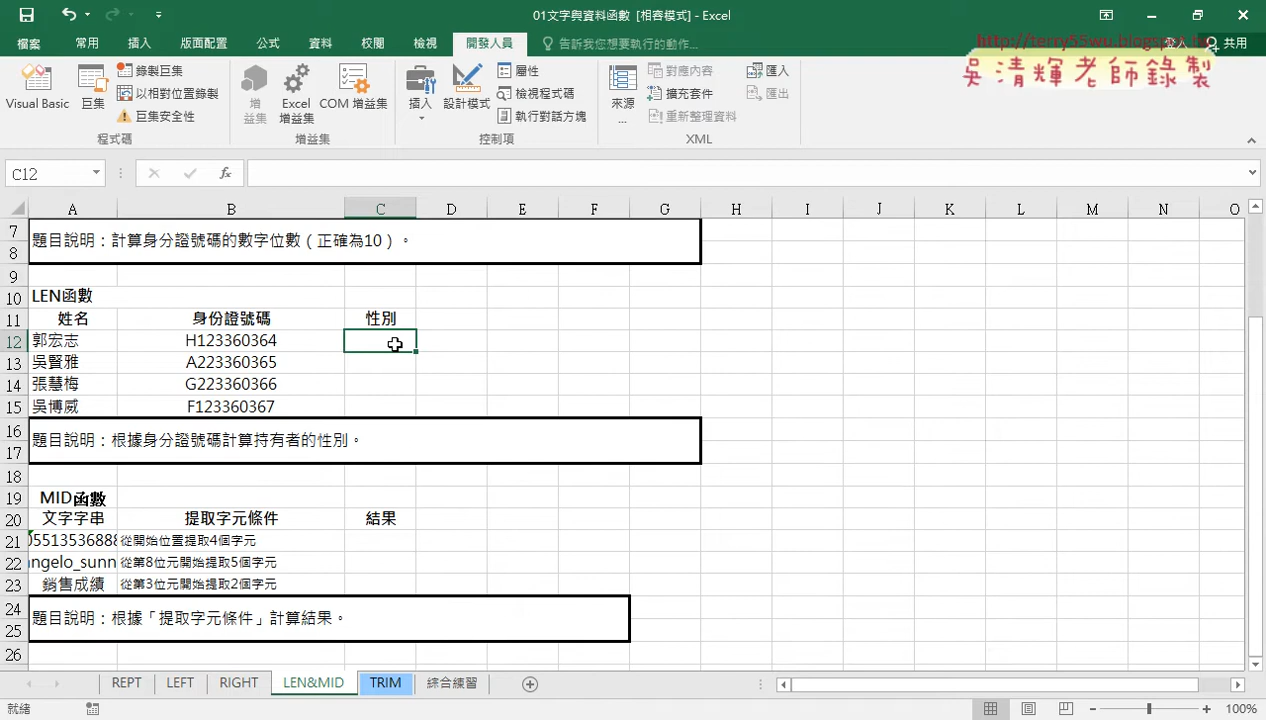 01文字與資料函數 [相容模式] - Excel
http://terry55wu.blogspot.tw
吳清輝老師錄製
檔案 常用 插入 版面配置 公式 資料 校閱 檢視 開發人員 告訴我您想要執行的動作... 登入 共用
Visual Basic 巨集 錄製巨集 以相對位置錄製 巨集安全性 程式碼
增益集 Excel 增益集 COM 增益集 增益集
插入 設計模式 屬性 檢視程式碼 執行對話方塊 控制項
來源 ... 對應內容 擴充套件 重新整理資料 匯入 匯出 XML
C12 fx
A B C D E F G H I J K L M N O
7
8 題目說明：計算身分證號碼的數字位數（正確為10）。
9
10 LEN函數
11 姓名 身份證號碼 性別
12 郭宏志 H123360364
13 吳賢雅 A223360365
14 張慧梅 G223360366
15 吳博威 F123360367
16 題目說明：根據身分證號碼計算持有者的性別。
17
18
19 MID函數
20 文字字串 提取字元條件 結果
21 05513536888 從開始位置提取4個字元
22 angelo_sunn 從第8位元開始提取5個字元
23 銷售成績 從第3位元開始提取2個字元
24 題目說明：根據「提取字元條件」計算結果。
25
26
REPT LEFT RIGHT LEN&MID TRIM 綜合練習
就緒 100%